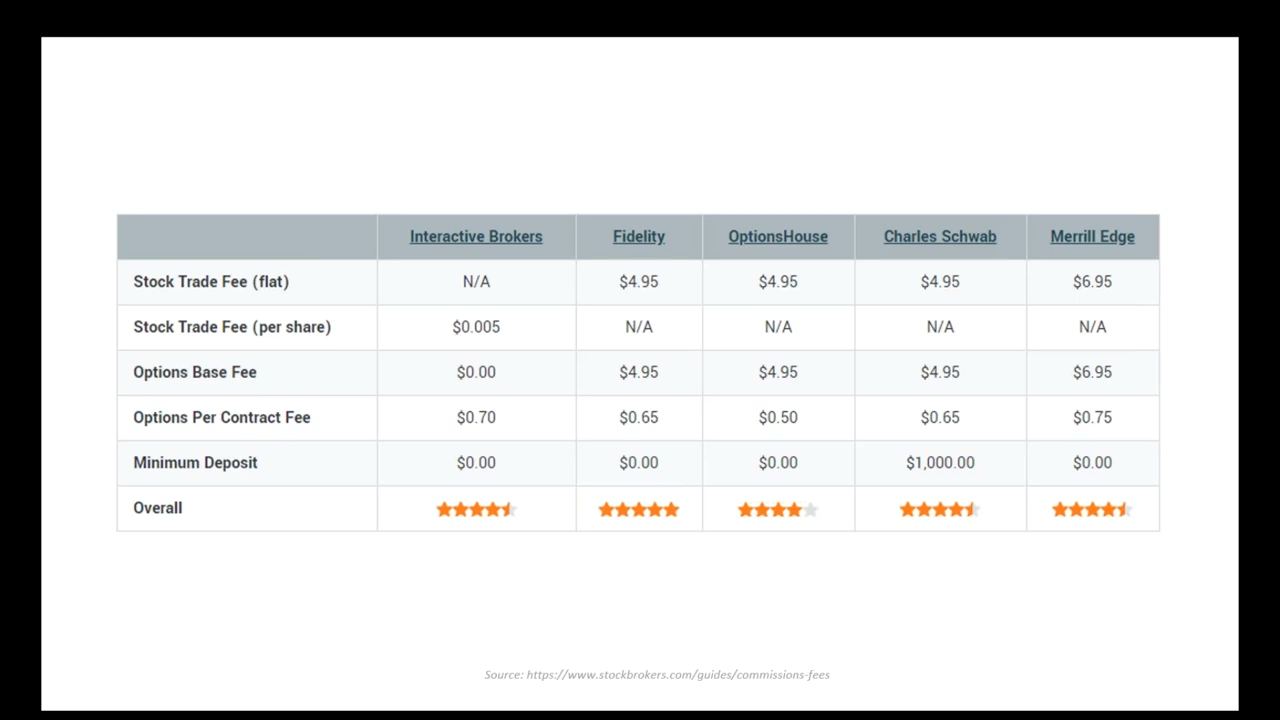 Interactive Brokers Fidelity OptionsHouse Charles Schwab Merrill Edge
Stock Trade Fee (flat) N/A $4.95 $4.95 $4.95 $6.95
Stock Trade Fee (per share) $0.005 N/A N/A N/A N/A
Options Base Fee $0.00 $4.95 $4.95 $4.95 $6.95
Options Per Contract Fee $0.70 $0.65 $0.50 $0.65 $0.75
Minimum Deposit $0.00 $0.00 $0.00 $1,000.00 $0.00
Overall
Source: https://www.stockbrokers.com/guides/commissions-fees